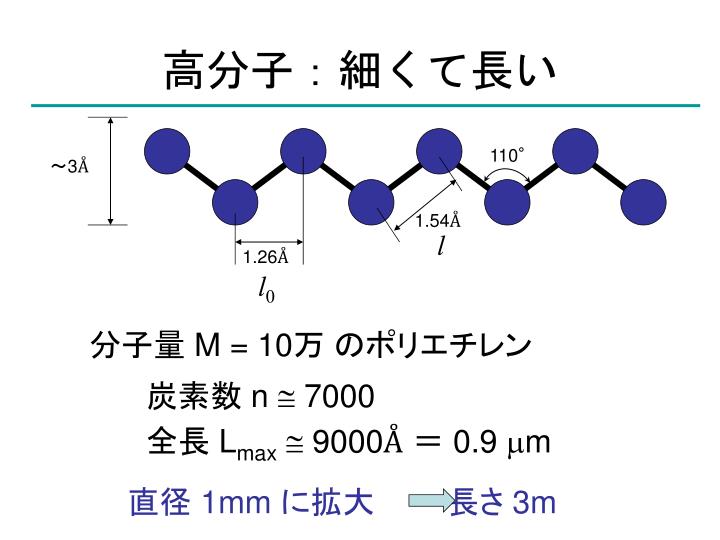 高分子：細くて長い
～3Å
110°
1.54Å
l
1.26Å
l0
分子量 M = 10万 のポリエチレン
炭素数 n ≅ 7000
全長 Lmax ≅ 9000Å ＝ 0.9 μm
直径 1mm に拡大 長さ 3m